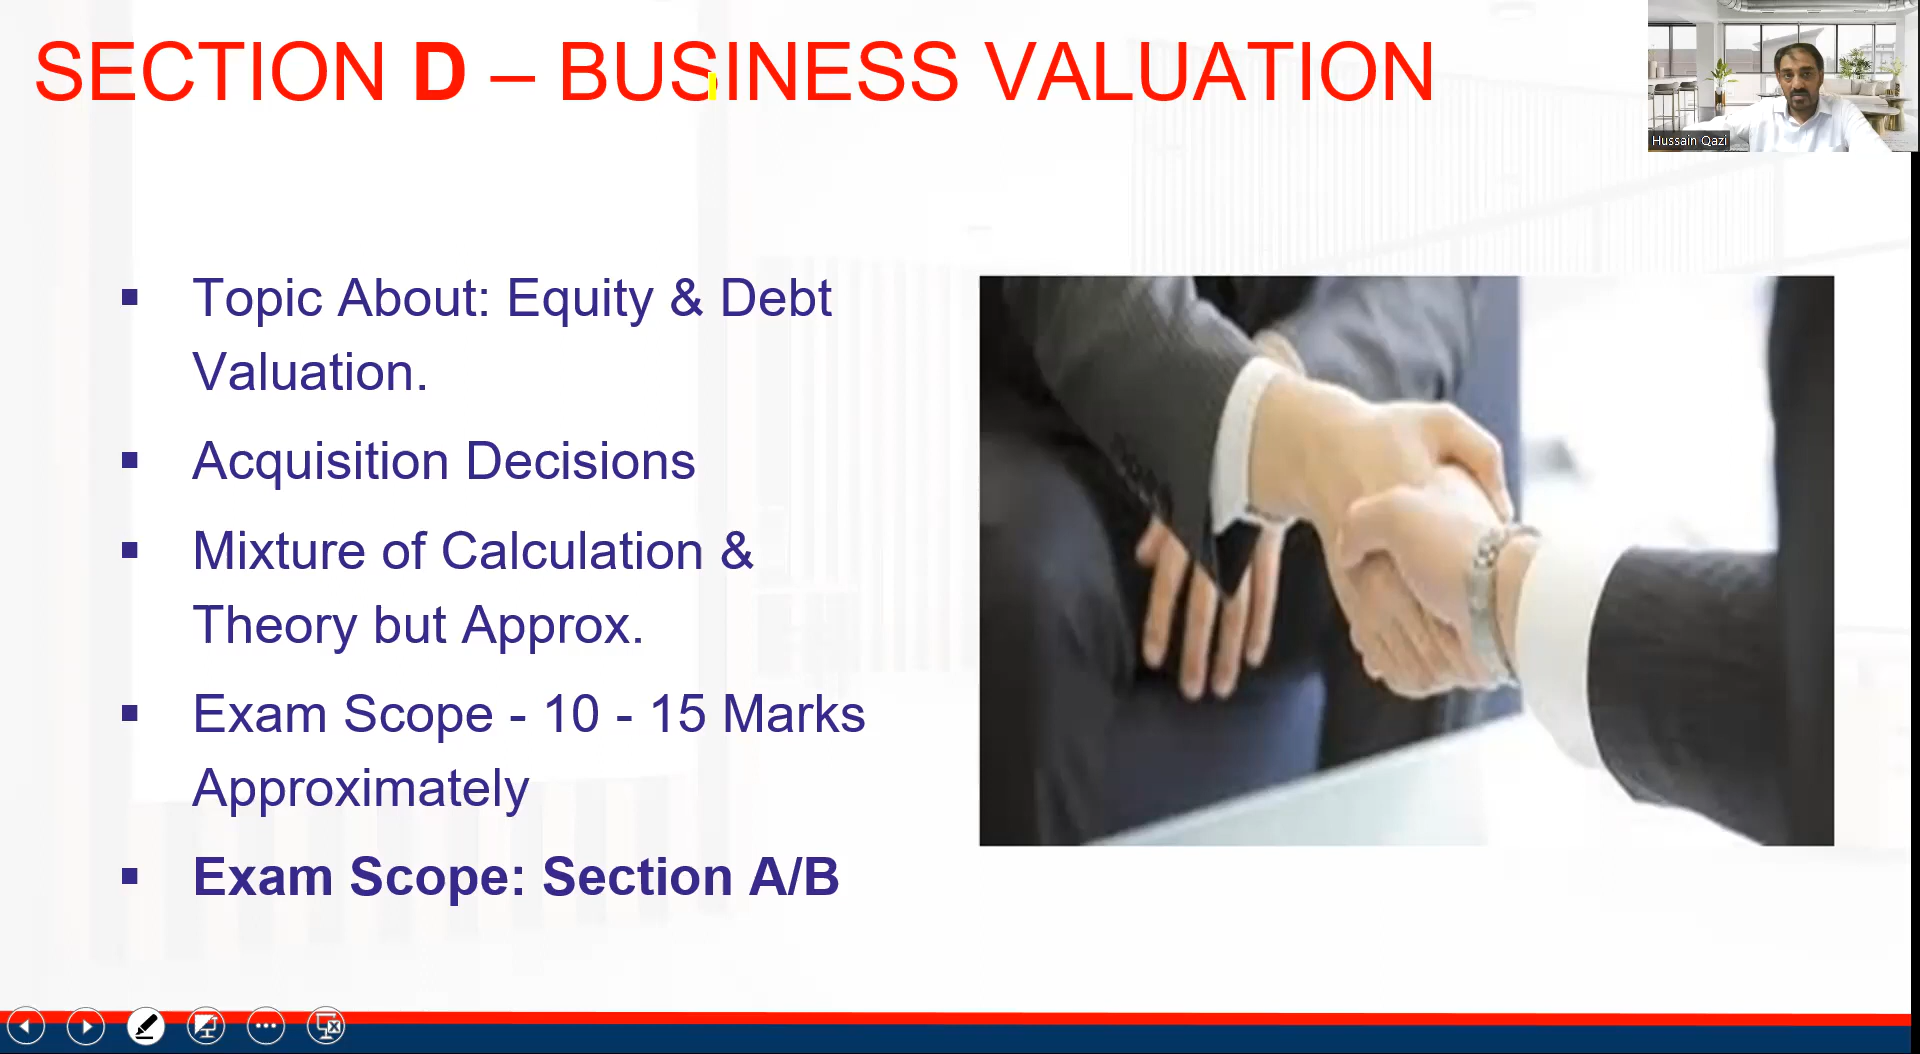 SECTION D – BUSINESS VALUATION
Hussain Qazi
▪ Topic About: Equity & Debt
Valuation.
▪ Acquisition Decisions
▪ Mixture of Calculation &
Theory but Approx.
▪ Exam Scope - 10 - 15 Marks
Approximately
▪ Exam Scope: Section A/B